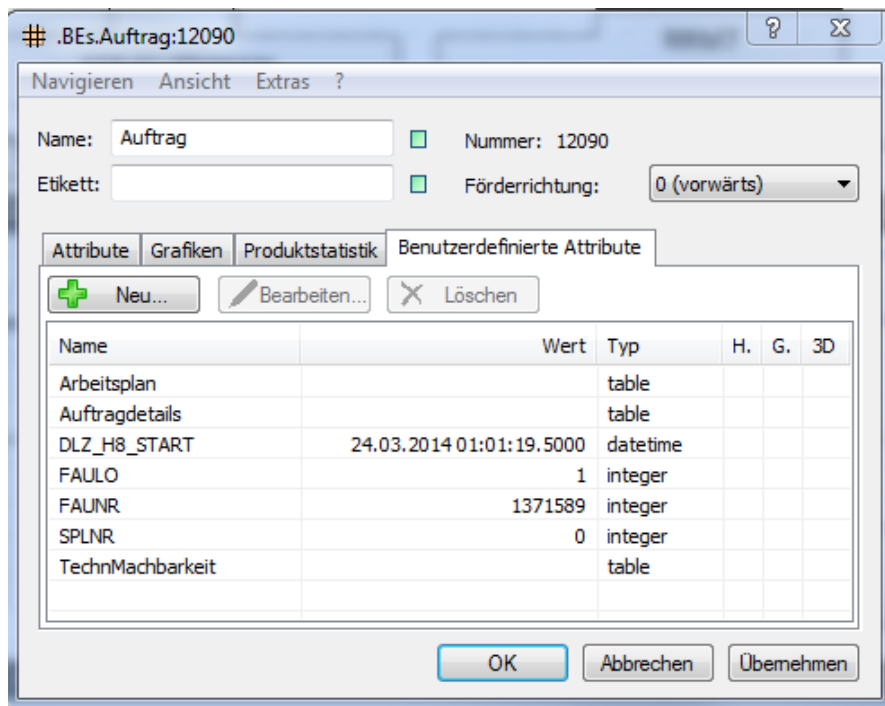 .BEs.Auftrag:12090
Navigieren Ansicht Extras ?
Name: Auftrag Nummer: 12090
Etikett: Förderrichtung: 0 (vorwärts)
Attribute Grafiken Produktstatistik Benutzerdefinierte Attribute
Neu... Bearbeiten... Löschen
Name Wert Typ H. G. 3D
Arbeitsplan table
Auftragdetails table
DLZ_H8_START 24.03.2014 01:01:19.5000 datetime
FAULO 1 integer
FAUNR 1371589 integer
SPLNR 0 integer
TechnMachbarkeit table
OK Abbrechen Übernehmen